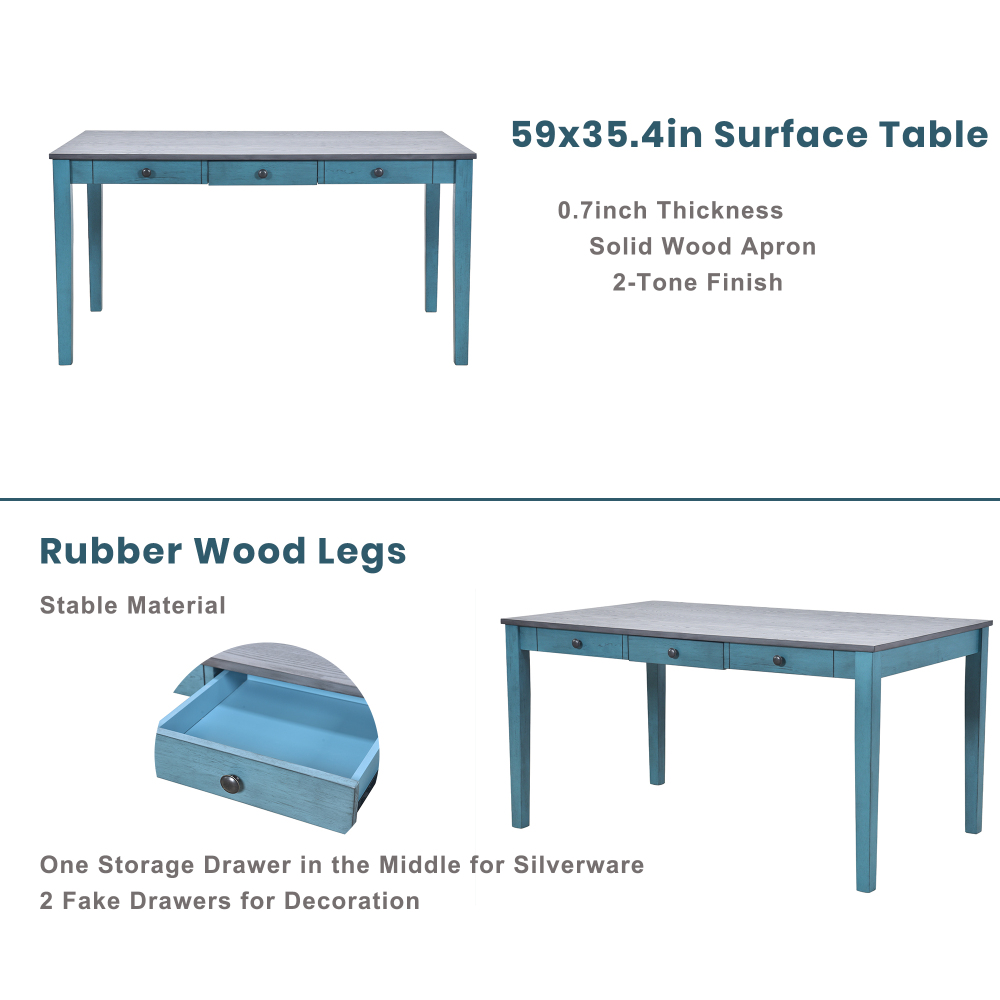 59x35.4in Surface Table
0.7inch Thickness
Solid Wood Apron
2-Tone Finish
Rubber Wood Legs
Stable Material
One Storage Drawer in the Middle for Silverware
2 Fake Drawers for Decoration